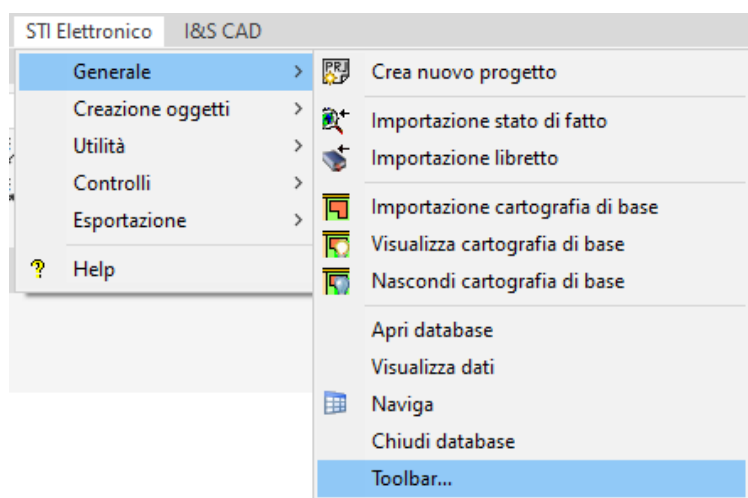 STI Elettronico I&S CAD
Generale
Creazione oggetti
Utilità
Controlli
Esportazione
? Help
PRJ Crea nuovo progetto
Importazione stato di fatto
Importazione libretto
Importazione cartografia di base
Visualizza cartografia di base
Nascondi cartografia di base
Apri database
Visualizza dati
Naviga
Chiudi database
Toolbar...